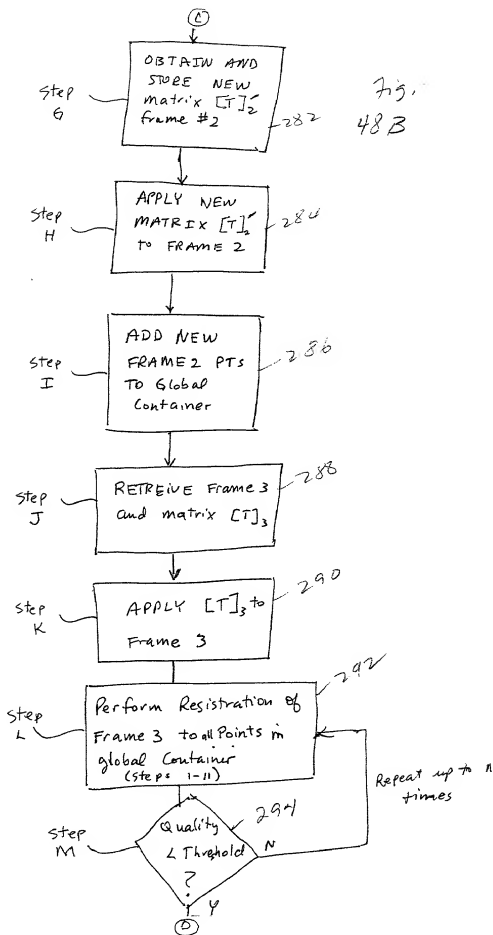 C
OBTAIN AND
STORE NEW
matrix [T]₂′
frame #2
Step
G
282
Fig.
48B
APPLY NEW
MATRIX [T]₂′
to FRAME 2
Step
H
284
ADD NEW
FRAME 2 PTS
TO Global
Container
Step
I
286
RETREIVE Frame 3
and matrix [T]₃
Step
J
288
APPLY [T]₃ to
Frame 3
Step
K
290
Perform Registration of
Frame 3 to all Points in
global Container
(Steps 1-11)
Step
L
292
Repeat up to n
times
Quality
< Threshold
?
Step
M
294
N
Y
D